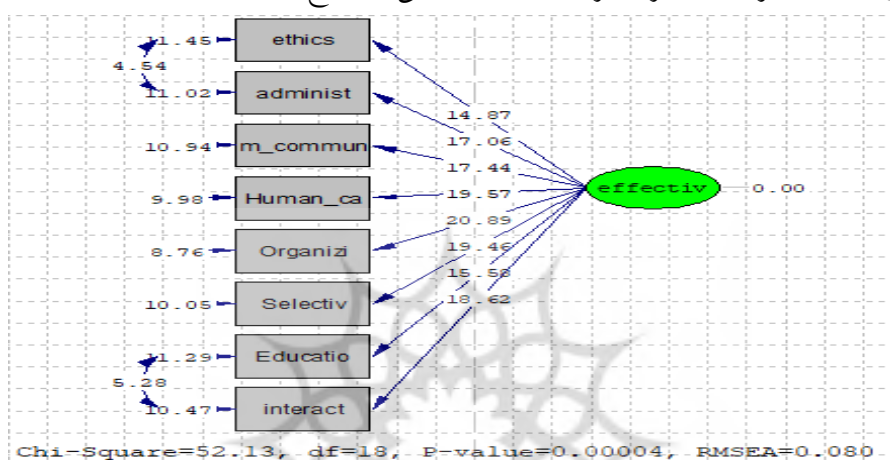 11.45 ethics
4.54
11.02 administ
14.87
17.06
10.94 m_commun
17.44
effectiv 0.00
9.98 Human_ca 19.57
20.89
8.76 Organizi
19.46
15.58
10.05 Selectiv 18.62
11.29 Educatio
5.28
10.47 interact
Chi-Square=52.13, df=18, P-value=0.00004, RMSEA=0.080